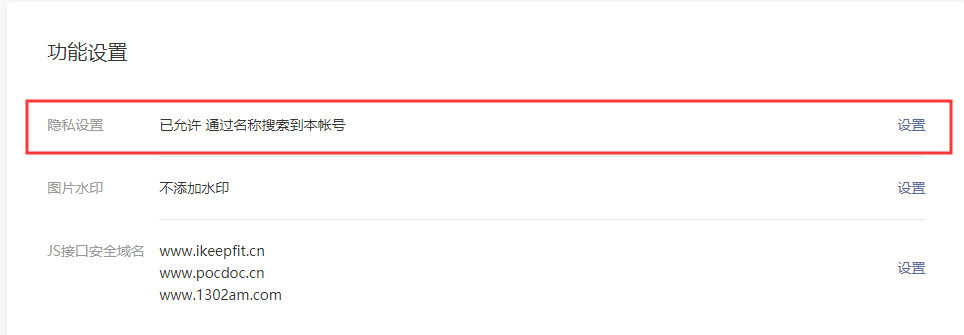 功能设置
隐私设置 已允许 通过名称搜索到本帐号 设置
图片水印 不添加水印 设置
JS接口安全域名 www.ikeepfit.cn
www.pocdoc.cn 设置
www.1302am.com